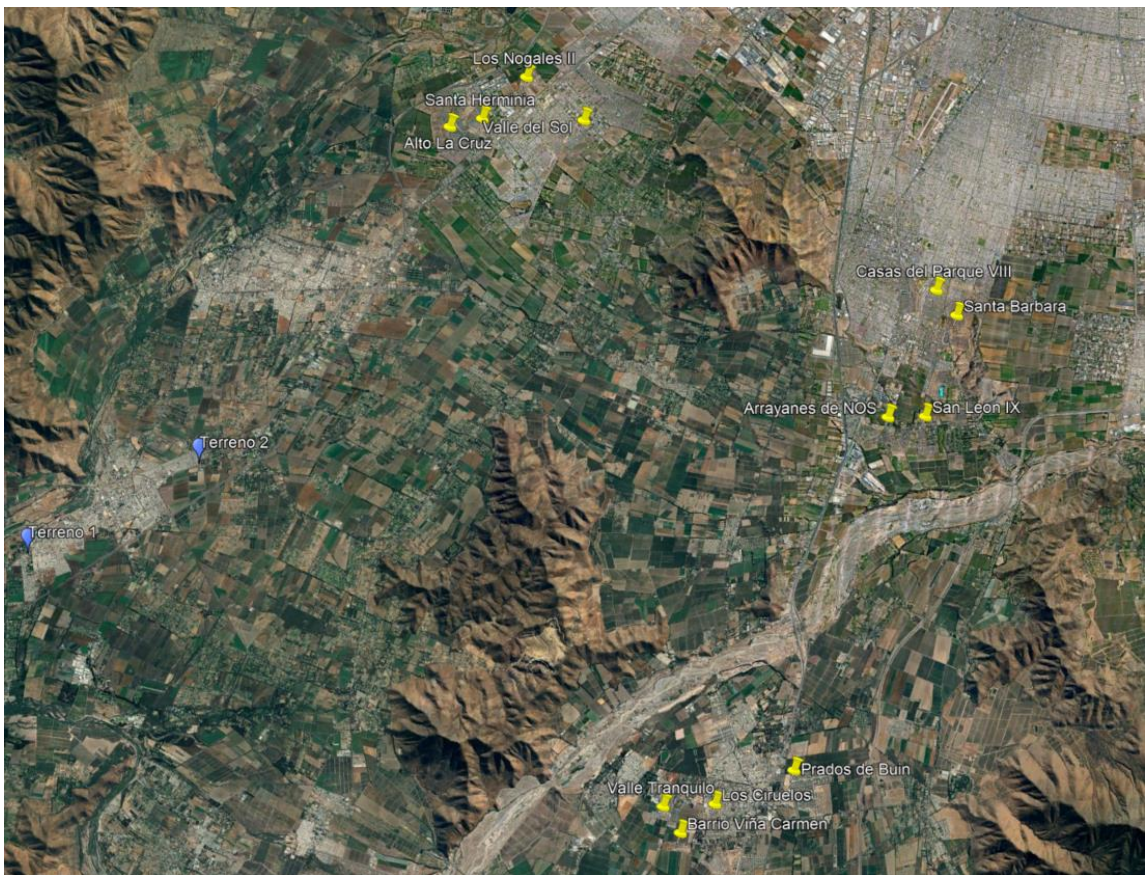 Los Nogales II
Santa Herminia
Valle del Sol
Alto La Cruz
Casas del Parque VIII
Santa Barbara
Arrayanes de NOS
San Leon IX
Terreno 2
Terreno 1
Prados de Buin
Valle Tranquilo
Los Ciruelos
Barrio Viña Carmen